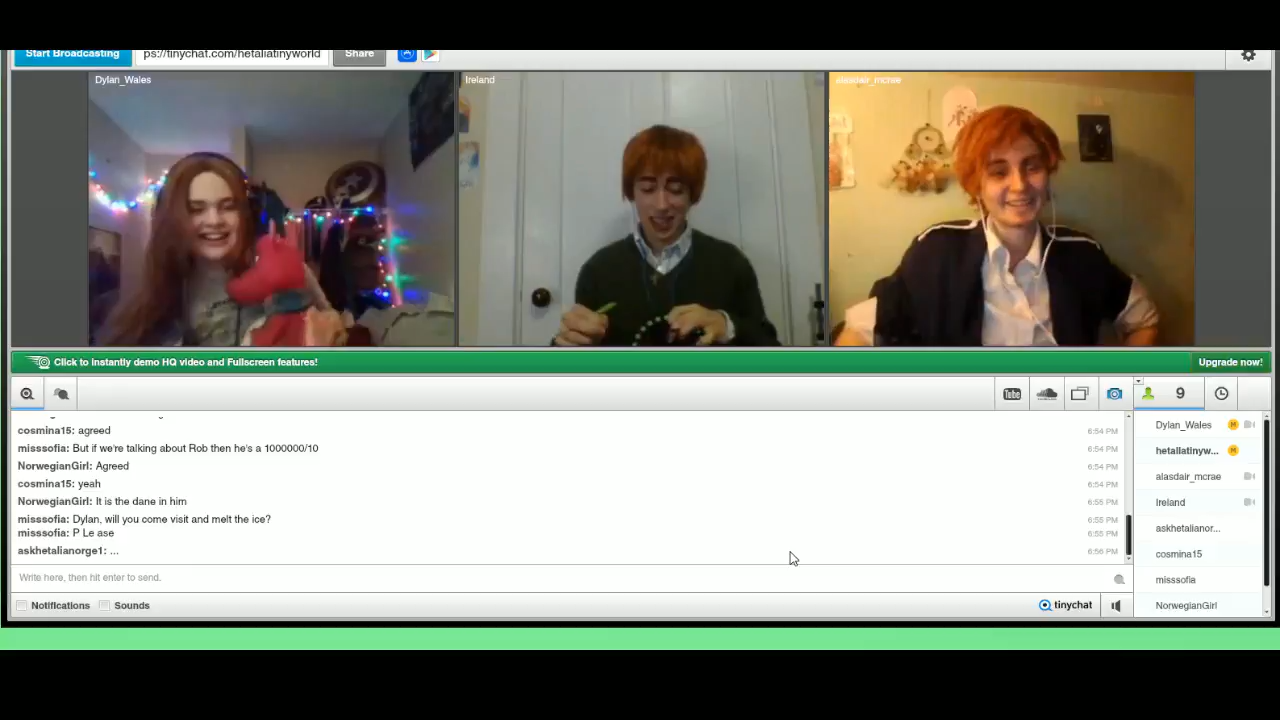 Start Broadcasting
ps://tinychat.com/hetaliatinyworld
Share
Dylan_Wales
Ireland
alasdair_mcrae
Click to instantly demo HQ video and Fullscreen features!
Upgrade now!
You Tube
9
cosmina15: agreed 6:54 PM
misssofia: But if we're talking about Rob then he's a 1000000/10 6:54 PM
NorwegianGirl: Agreed 6:54 PM
cosmina15: yeah 6:54 PM
NorwegianGirl: It is the dane in him 6:55 PM
misssofia: Dylan, will you come visit and melt the ice? 6:55 PM
misssofia: P Le ase 6:55 PM
askhetalianorge1: ... 6:56 PM
Write here, then hit enter to send.
Notifications
Sounds
tinychat
Dylan_Wales M
hetaliatinyw... M
alasdair_mcrae
Ireland
askhetalianor...
cosmina15
misssofia
NorwegianGirl